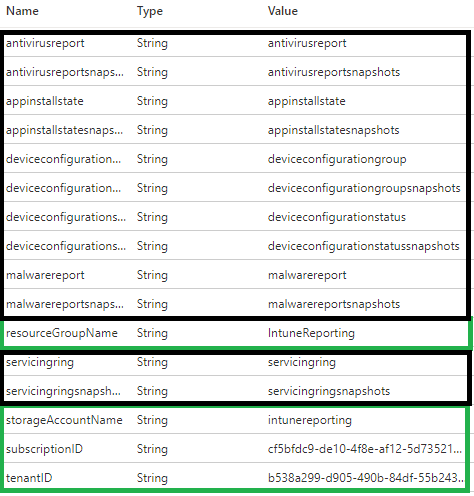 Name Type Value
antivirusreport String antivirusreport
antivirusreportsnaps... String antivirusreportsnapshots
appinstallstate String appinstallstate
appinstallstatesnaps... String appinstallstatesnapshots
deviceconfiguration... String deviceconfigurationgroup
deviceconfiguration... String deviceconfigurationgroupsnapshots
deviceconfigurations... String deviceconfigurationstatus
deviceconfigurations... String deviceconfigurationstatussnapshots
malwarereport String malwarereport
malwarereportsnaps... String malwarereportsnapshots
resourceGroupName String IntuneReporting
servicingring String servicingring
servicingringsnapsh... String servicingringsnapshots
storageAccountName String intunereporting
subscriptionID String cf5bfdc9-de10-4f8e-af12-5d73521...
tenantID String b538a299-d905-490b-84df-55b243...